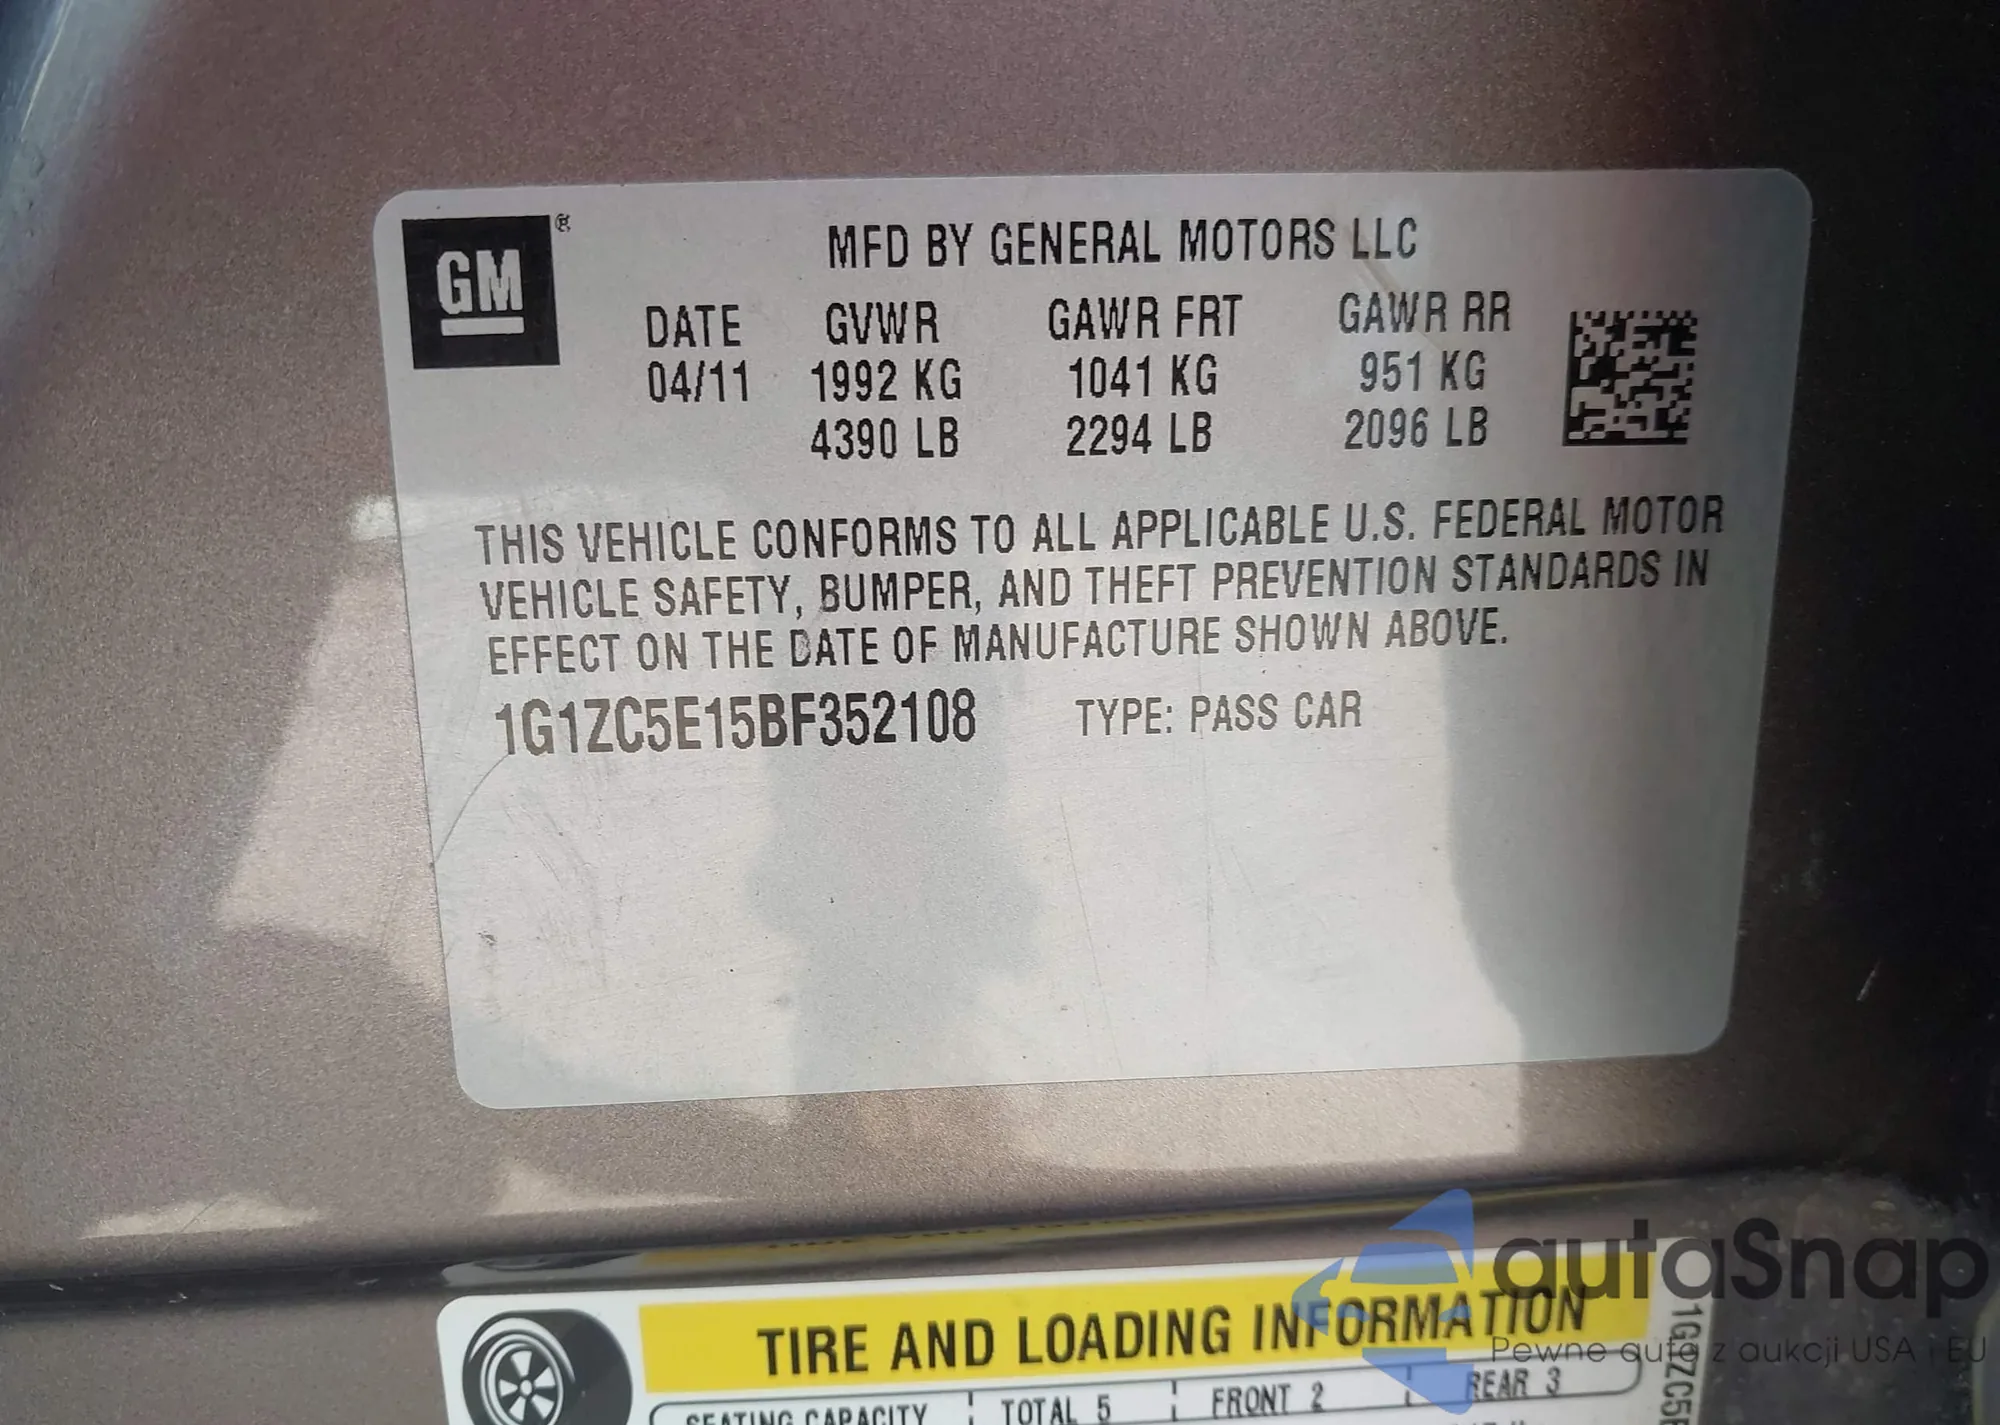 GM ®
MFD BY GENERAL MOTORS LLC
DATE GVWR GAWR FRT GAWR RR
04/11 1992 KG 1041 KG 951 KG
4390 LB 2294 LB 2096 LB
THIS VEHICLE CONFORMS TO ALL APPLICABLE U.S. FEDERAL MOTOR
VEHICLE SAFETY, BUMPER, AND THEFT PREVENTION STANDARDS IN
EFFECT ON THE DATE OF MANUFACTURE SHOWN ABOVE.
1G1ZC5E15BF352108 TYPE: PASS CAR
TIRE AND LOADING INFORMATION
SEATING CAPACITY TOTAL 5 FRONT 2 REAR 3
1G1ZC5
autaSnap
Pewne auta z aukcji USA i EU